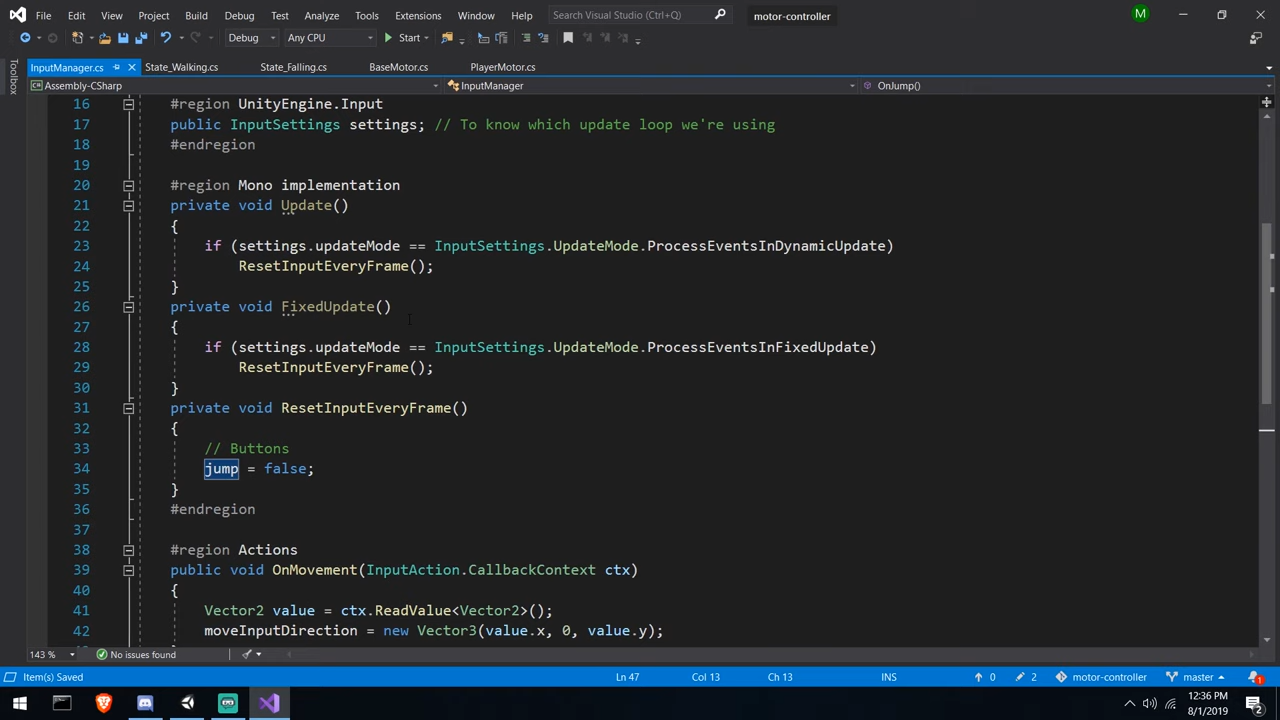 File Edit View Project Build Debug Test Analyze Tools Extensions Window Help Search Visual Studio (Ctrl+Q) motor-controller M
Debug Any CPU Start
Toolbox
InputManager.cs State_Walking.cs State_Falling.cs BaseMotor.cs PlayerMotor.cs
Assembly-CSharp InputManager OnJump()
16 #region UnityEngine.Input
17 public InputSettings settings; // To know which update loop we're using
18 #endregion
19
20 #region Mono implementation
21 private void Update()
22 {
23 if (settings.updateMode == InputSettings.UpdateMode.ProcessEventsInDynamicUpdate)
24 ResetInputEveryFrame();
25 }
26 private void FixedUpdate()
27 {
28 if (settings.updateMode == InputSettings.UpdateMode.ProcessEventsInFixedUpdate)
29 ResetInputEveryFrame();
30 }
31 private void ResetInputEveryFrame()
32 {
33 // Buttons
34 jump = false;
35 }
36 #endregion
37
38 #region Actions
39 public void OnMovement(InputAction.CallbackContext ctx)
40 {
41 Vector2 value = ctx.ReadValue<Vector2>();
42 moveInputDirection = new Vector3(value.x, 0, value.y);
143 % No issues found
Item(s) Saved Ln 47 Col 13 Ch 13 INS 0 2 motor-controller master 1
12:36 PM
8/1/2019
2